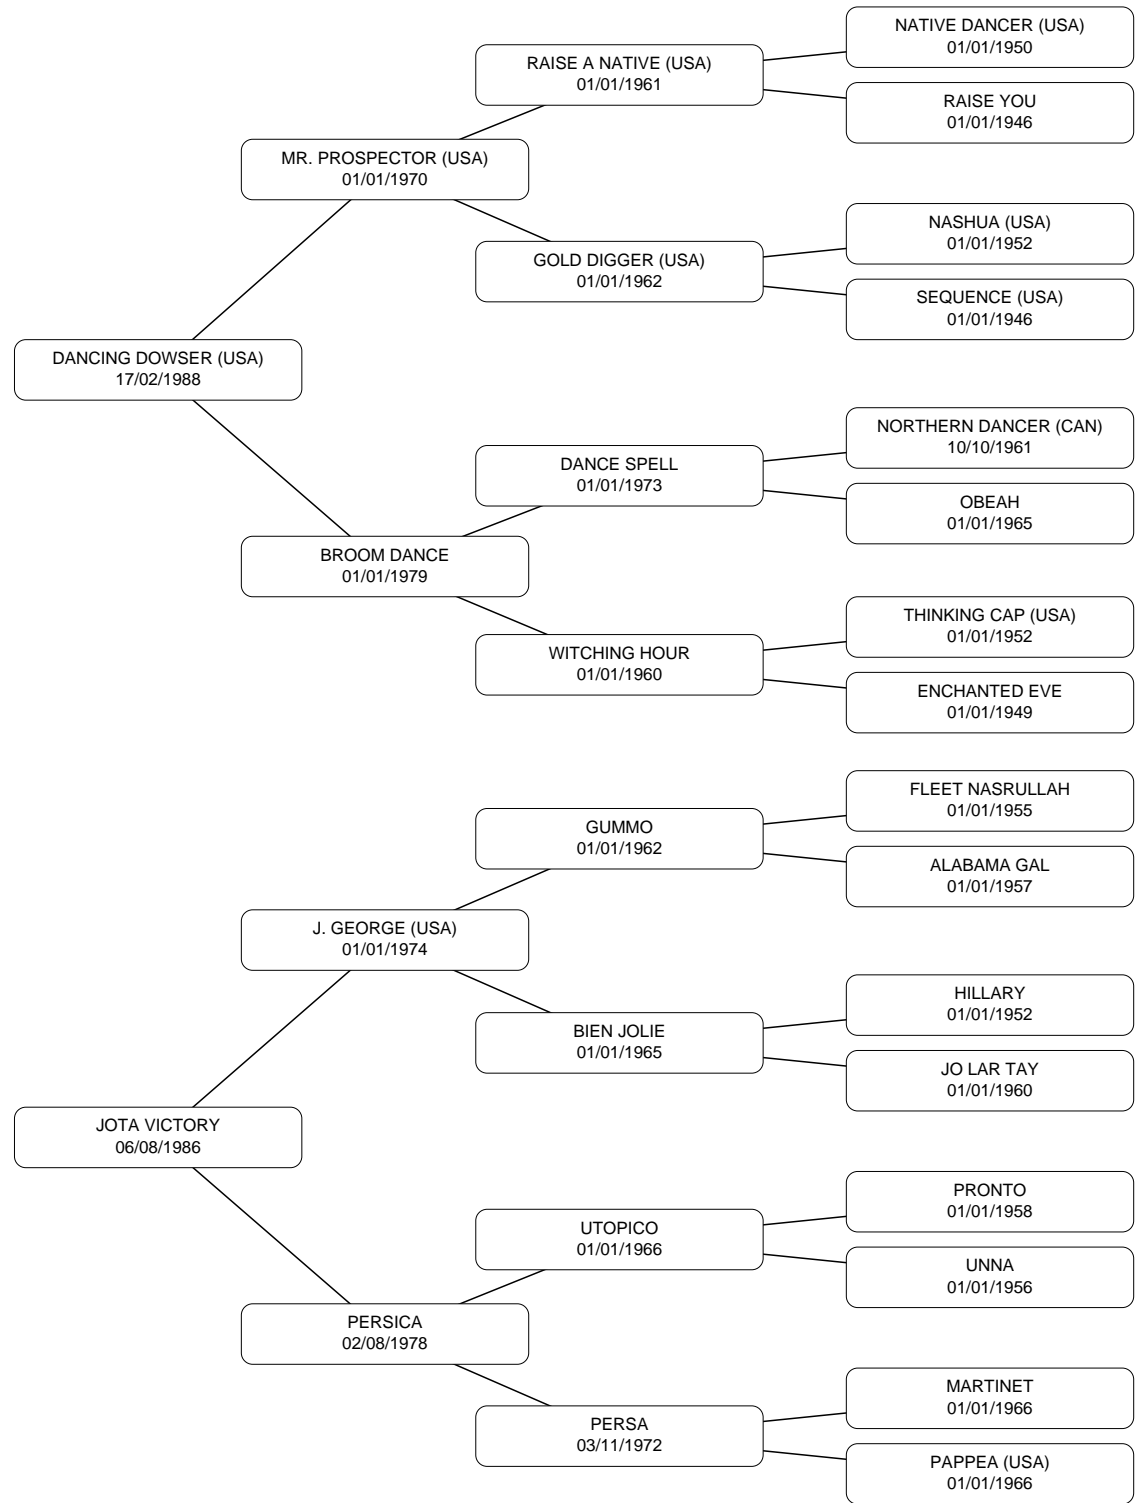 NATIVE DANCER (USA)
01/01/1950
RAISE A NATIVE (USA)
01/01/1961
RAISE YOU
01/01/1946
MR. PROSPECTOR (USA)
01/01/1970
NASHUA (USA)
01/01/1952
GOLD DIGGER (USA)
01/01/1962
SEQUENCE (USA)
01/01/1946
DANCING DOWSER (USA)
17/02/1988
NORTHERN DANCER (CAN)
10/10/1961
DANCE SPELL
01/01/1973
OBEAH
01/01/1965
BROOM DANCE
01/01/1979
THINKING CAP (USA)
01/01/1952
WITCHING HOUR
01/01/1960
ENCHANTED EVE
01/01/1949
FLEET NASRULLAH
01/01/1955
GUMMO
01/01/1962
ALABAMA GAL
01/01/1957
J. GEORGE (USA)
01/01/1974
HILLARY
01/01/1952
BIEN JOLIE
01/01/1965
JO LAR TAY
01/01/1960
JOTA VICTORY
06/08/1986
PRONTO
01/01/1958
UTOPICO
01/01/1966
UNNA
01/01/1956
PERSICA
02/08/1978
MARTINET
01/01/1966
PERSA
03/11/1972
PAPPEA (USA)
01/01/1966